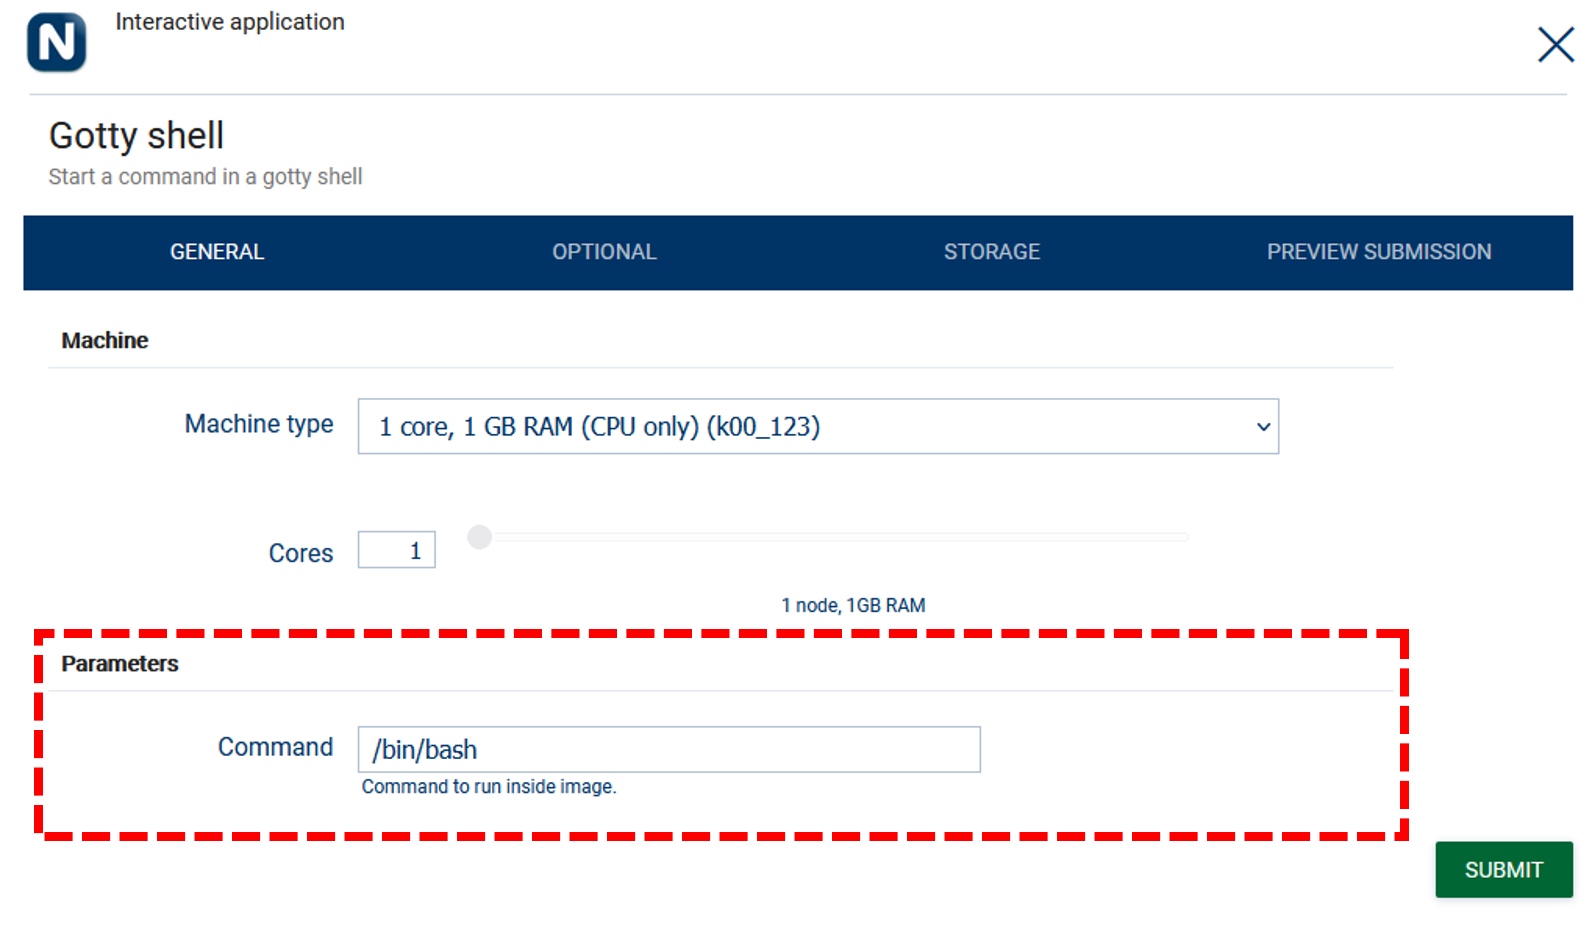 N
Interactive application
Gotty shell
Start a command in a gotty shell
GENERAL OPTIONAL STORAGE PREVIEW SUBMISSION
Machine
Machine type 1 core, 1 GB RAM (CPU only) (k00_123)
Cores 1
1 node, 1GB RAM
Parameters
Command /bin/bash
Command to run inside image.
SUBMIT